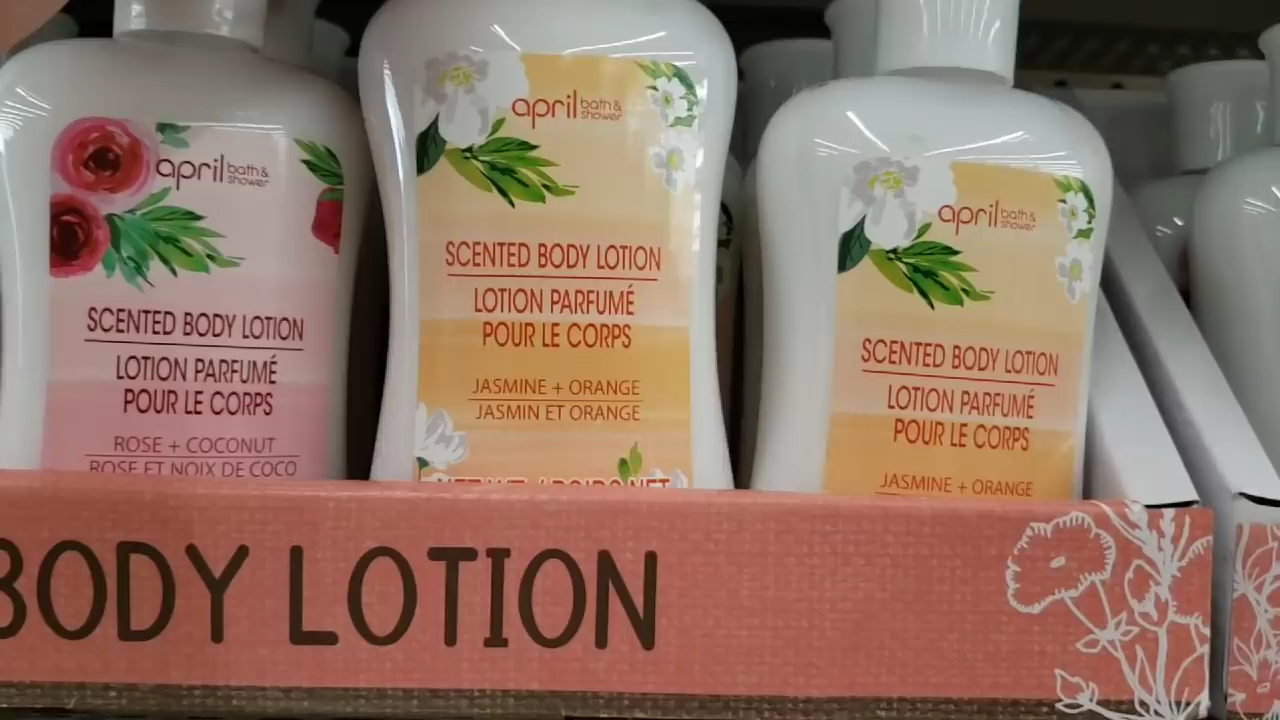 april bath & shower
SCENTED BODY LOTION
LOTION PARFUMÉ
POUR LE CORPS
ROSE + COCONUT
ROSE ET NOIX DE COCO
april bath & shower
SCENTED BODY LOTION
LOTION PARFUMÉ
POUR LE CORPS
JASMINE + ORANGE
JASMIN ET ORANGE
april bath & shower
SCENTED BODY LOTION
LOTION PARFUMÉ
POUR LE CORPS
JASMINE + ORANGE
BODY LOTION